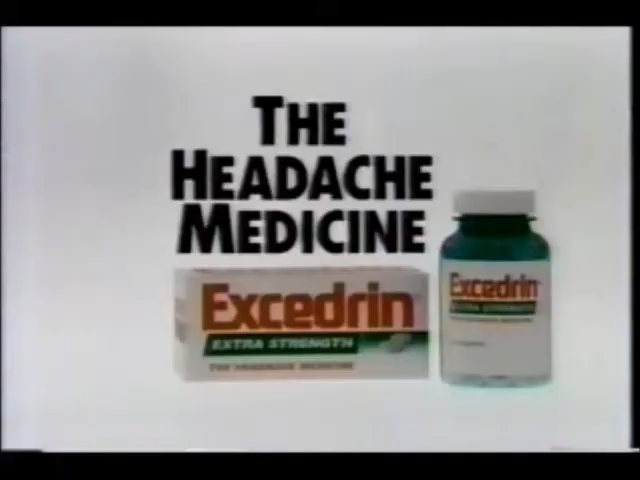 THE
HEADACHE
MEDICINE
Excedrin
EXTRA STRENGTH
THE HEADACHE MEDICINE
Excedrin
EXTRA STRENGTH